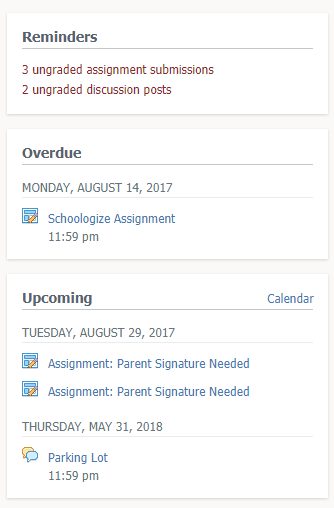 Reminders
3 ungraded assignment submissions
2 ungraded discussion posts
Overdue
MONDAY, AUGUST 14, 2017
Schoologize Assignment
11:59 pm
Upcoming Calendar
TUESDAY, AUGUST 29, 2017
Assignment: Parent Signature Needed
Assignment: Parent Signature Needed
THURSDAY, MAY 31, 2018
Parking Lot
11:59 pm